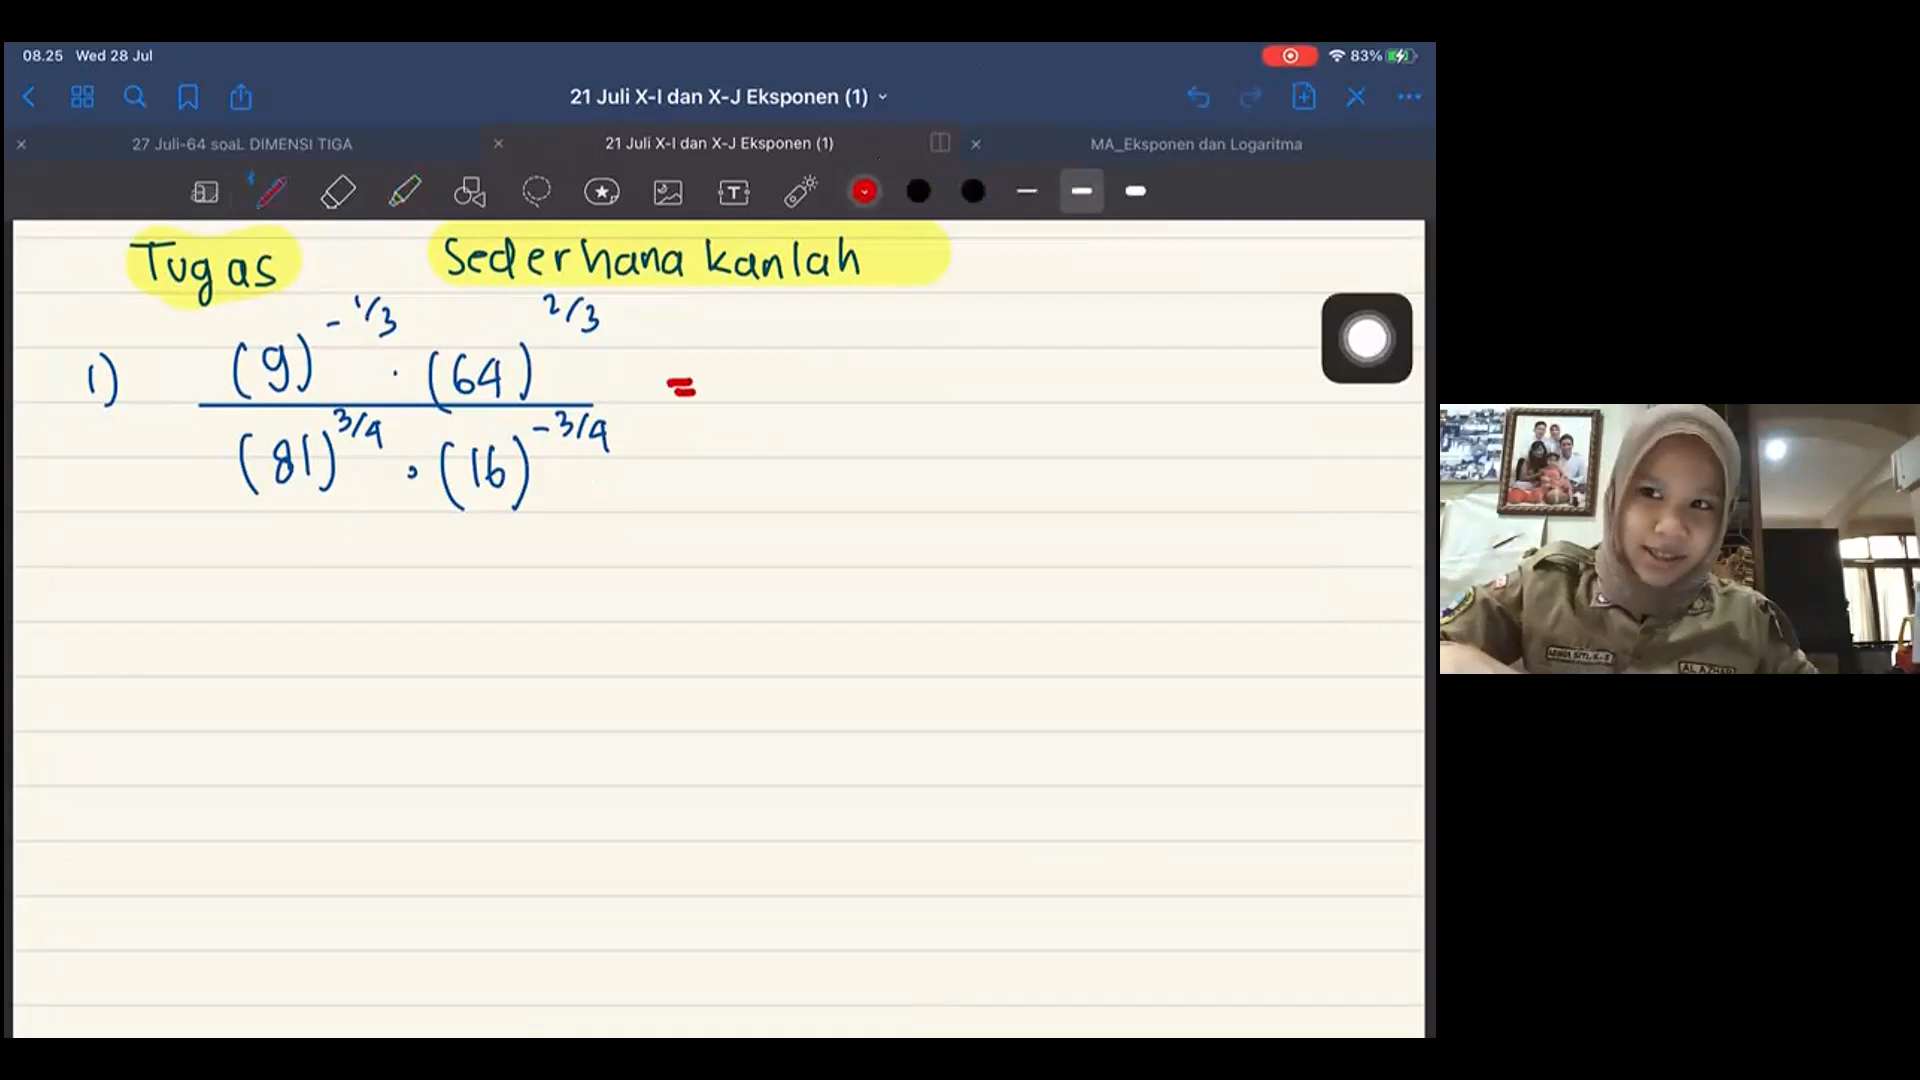 08.25 Wed 28 Jul
83%
21 Juli X-I dan X-J Eksponen (1)
27 Juli-64 soaL DIMENSI TIGA
21 Juli X-I dan X-J Eksponen (1)
MA_Eksponen dan Logaritma
Tugas Sederhanakanlah
1) (9)^-1/3 · (64)^2/3 =
(81)^3/4 · (16)^-3/4
AL AZHAR